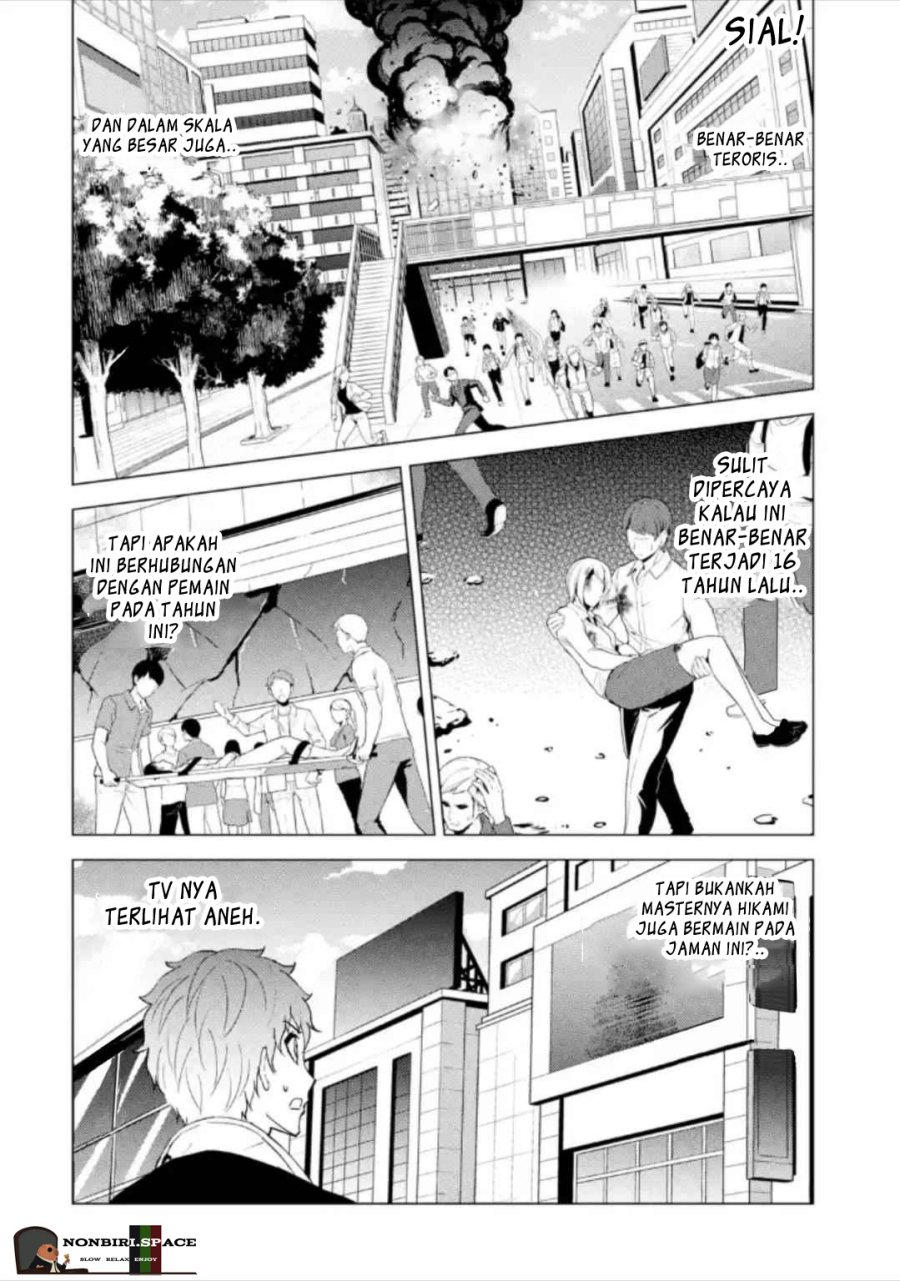 SIAL!
BENAR-BENAR
TERORIS..
DAN DALAM SKALA
YANG BESAR JUGA..
SULIT
DIPERCAYA
KALAU INI
BENAR-BENAR
TERJADI 16
TAHUN LALU..
TAPI APAKAH
INI BERHUBUNGAN
DENGAN PEMAIN
PADA TAHUN
INI?
TAPI BUKANKAH
MASTERNYA HIKAMI
JUGA BERMAIN PADA
JAMAN INI?..
TV NYA
TERLIHAT ANEH.
NONBIRI.SPACE
SLOW RELAX ENJOY